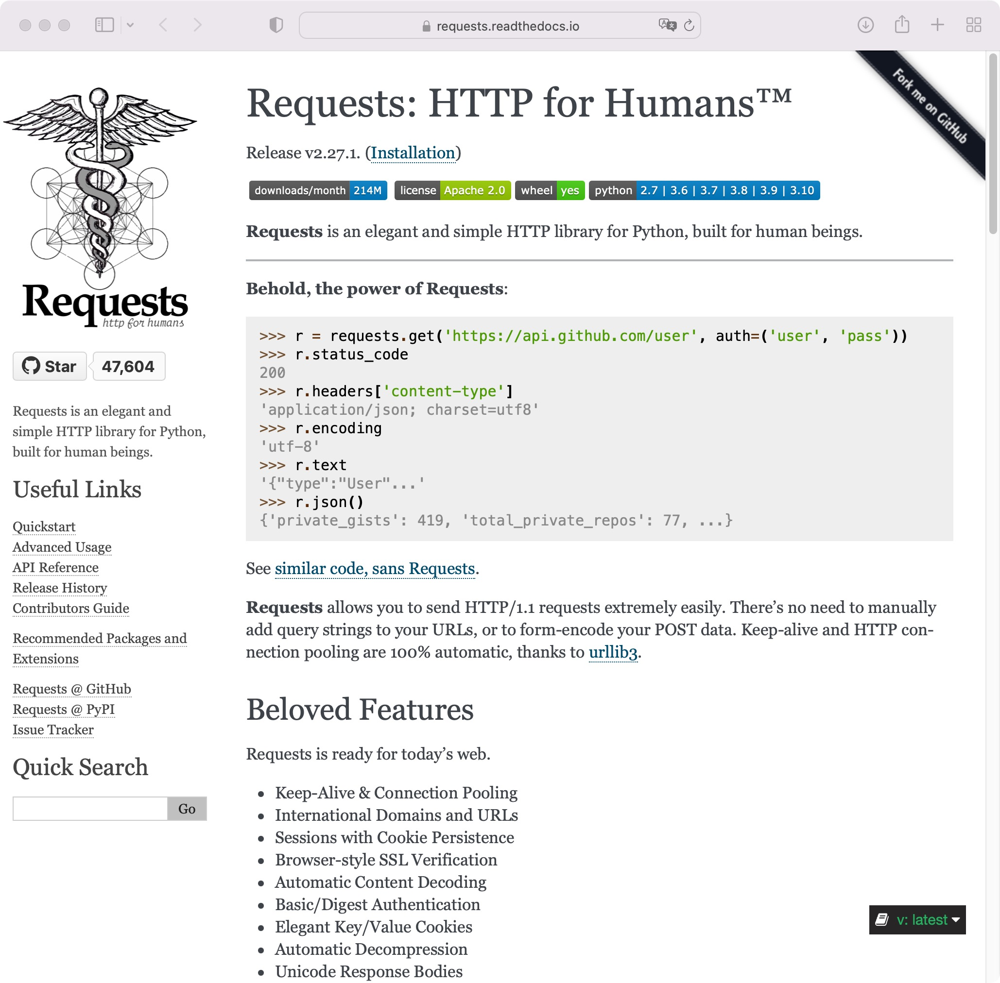 requests.readthedocs.io
Fork me on GitHub
Requests
http for humans
Star
47,604
Requests is an elegant and
simple HTTP library for Python,
built for human beings.
Useful Links
Quickstart
Advanced Usage
API Reference
Release History
Contributors Guide
Recommended Packages and
Extensions
Requests @ GitHub
Requests @ PyPI
Issue Tracker
Quick Search
Go
Requests: HTTP for Humans™
Release v2.27.1. (Installation)
downloads/month 214M license Apache 2.0 wheel yes python 2.7 | 3.6 | 3.7 | 3.8 | 3.9 | 3.10
Requests is an elegant and simple HTTP library for Python, built for human beings.
Behold, the power of Requests:
>>> r = requests.get('https://api.github.com/user', auth=('user', 'pass'))
>>> r.status_code
200
>>> r.headers['content-type']
'application/json; charset=utf8'
>>> r.encoding
'utf-8'
>>> r.text
'{"type":"User"...'
>>> r.json()
{'private_gists': 419, 'total_private_repos': 77, ...}
See similar code, sans Requests.
Requests allows you to send HTTP/1.1 requests extremely easily. There’s no need to manually
add query strings to your URLs, or to form-encode your POST data. Keep-alive and HTTP con-
nection pooling are 100% automatic, thanks to urllib3.
Beloved Features
Requests is ready for today’s web.
• Keep-Alive & Connection Pooling
• International Domains and URLs
• Sessions with Cookie Persistence
• Browser-style SSL Verification
• Automatic Content Decoding
• Basic/Digest Authentication
• Elegant Key/Value Cookies
• Automatic Decompression
• Unicode Response Bodies
v: latest